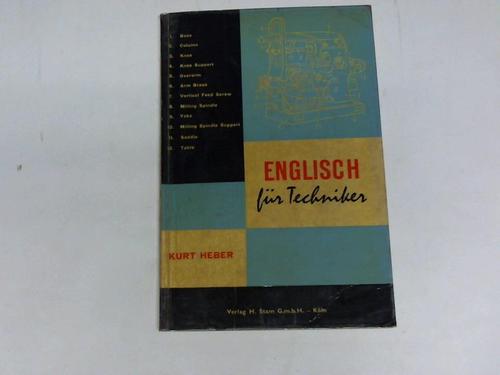 1. Base
2. Column
3. Knee
4. Knee Support
5. Overarm
6. Arm Brace
7. Vertical Feed Screw
8. Milling Spindle
9. Yoke
10. Milling Spindle Support
11. Saddle
12. Table
ENGLISCH
für Techniker
KURT HEBER
Verlag H. Stam G.m.b.H. – Köln